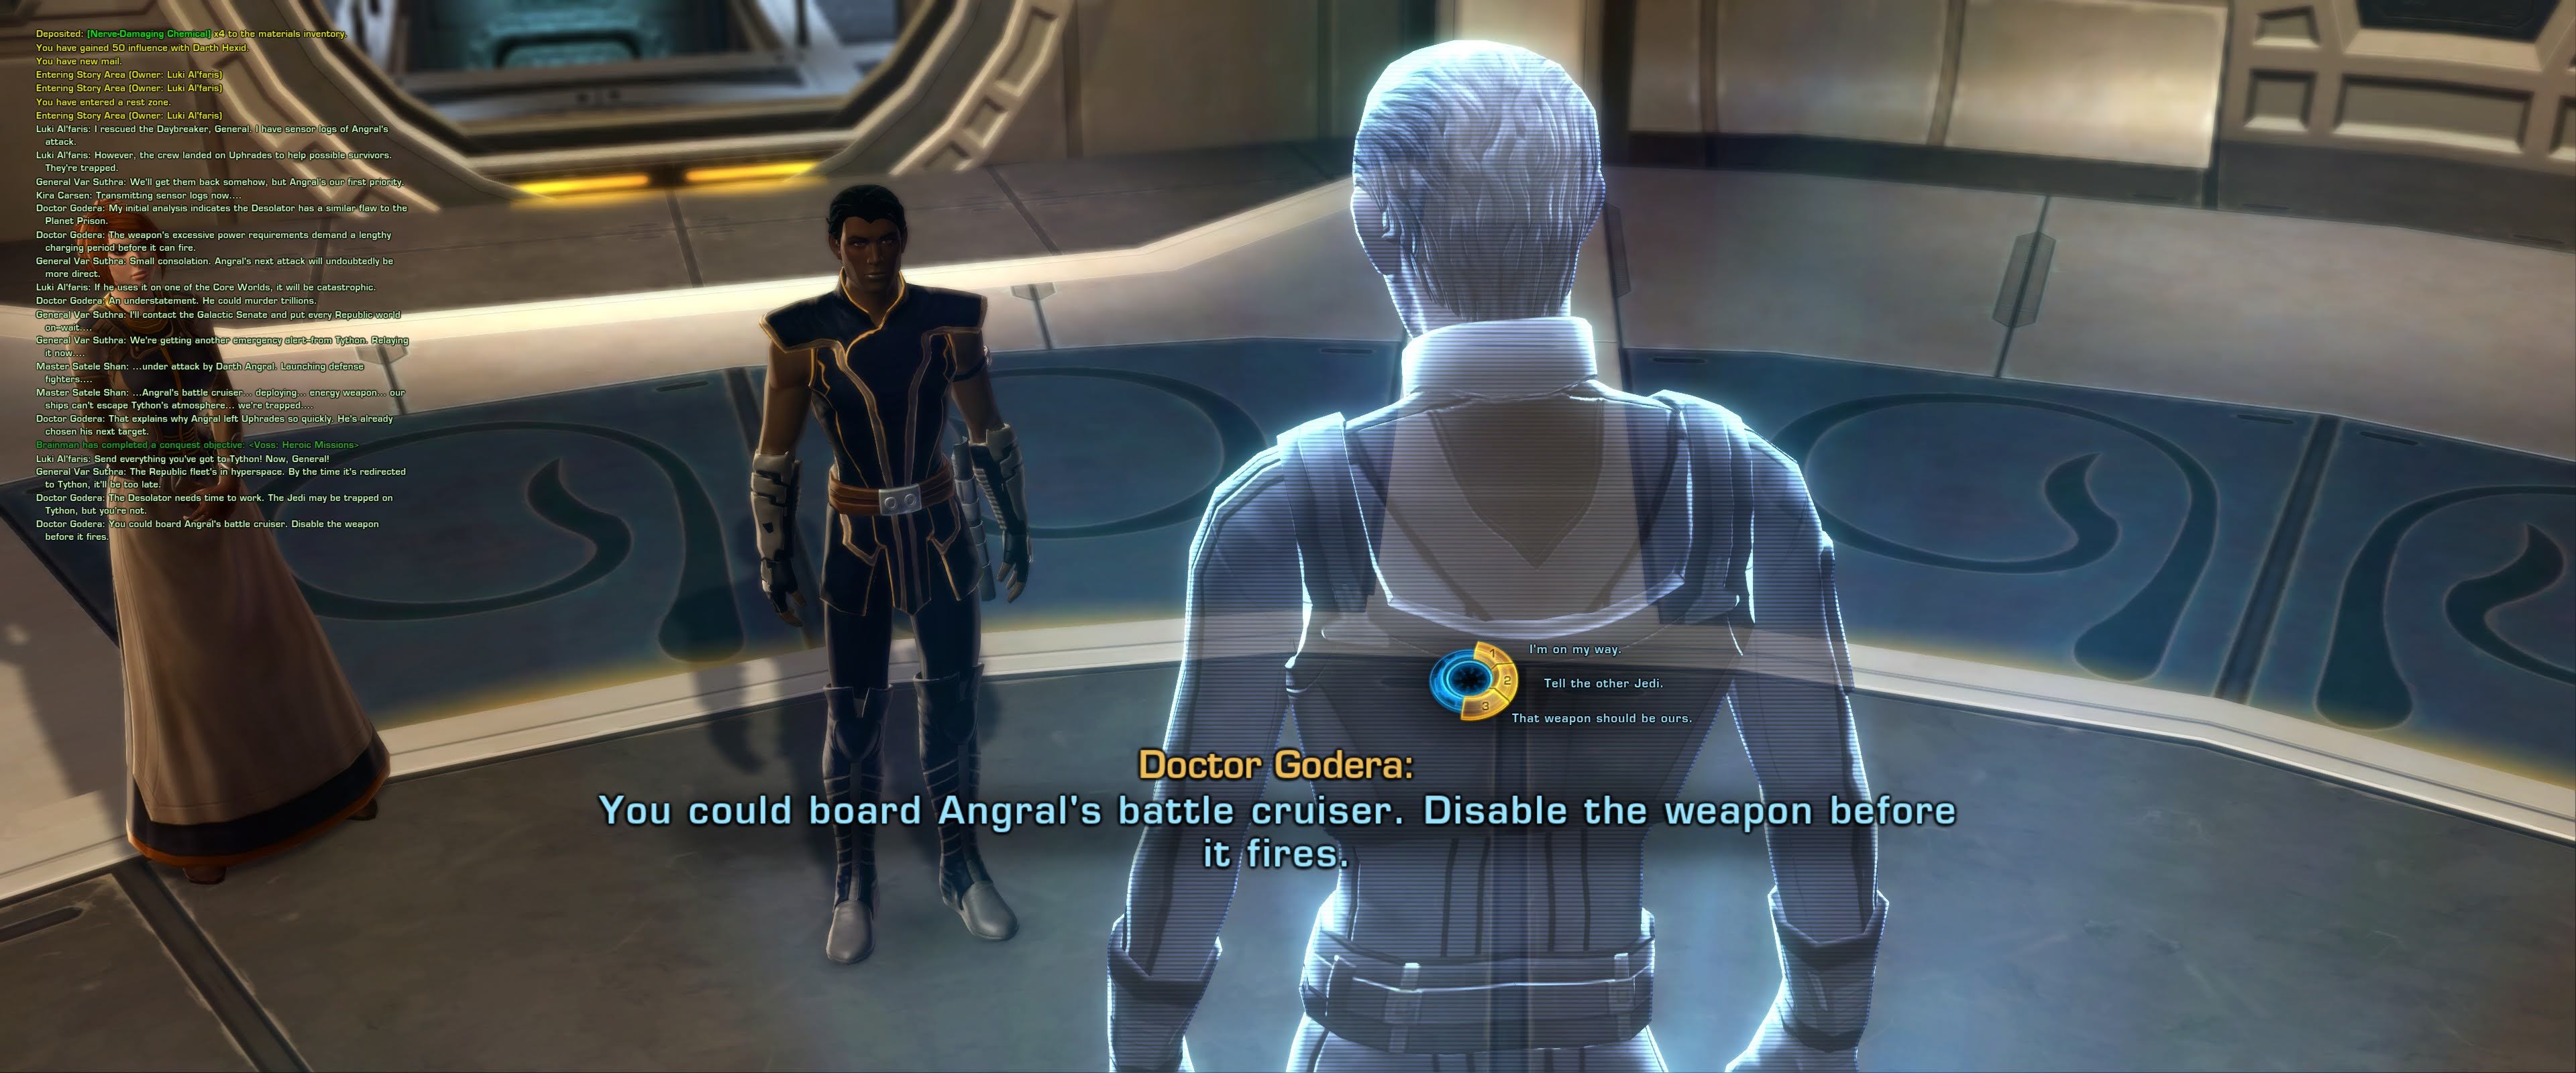 Deposited: [Nerve-Damaging Chemical] x4 to the materials inventory.
You have gained 50 influence with Darth Hexid.
You have new mail.
Entering Story Area (Owner: Luki Al'faris)
Entering Story Area (Owner: Luki Al'faris)
You have entered a rest zone.
Entering Story Area (Owner: Luki Al'faris)
Luki Al'faris: I rescued the Daybreaker, General. I have sensor logs of Angral's
attack.
Luki Al'faris: However, the crew landed on Uphrades to help possible survivors.
They're trapped.
General Var Suthra: We'll get them back somehow, but Angral's our first priority.
Kira Carsen: Transmitting sensor logs now....
Doctor Godera: My initial analysis indicates the Desolator has a similar flaw to the
Planet Prison.
Doctor Godera: The weapon's excessive power requirements demand a lengthy
charging period before it can fire.
General Var Suthra: Small consolation. Angral's next attack will undoubtedly be
more direct.
Luki Al'faris: If he uses it on one of the Core Worlds, it will be catastrophic.
Doctor Godera: An understatement. He could murder trillions.
General Var Suthra: I'll contact the Galactic Senate and put every Republic world
on-wait....
General Var Suthra: We're getting another emergency alert-from Tython. Relaying
it now....
Master Satele Shan: ...under attack by Darth Angral. Launching defense
fighters....
Master Satele Shan: ...Angral's battle cruiser... deploying... energy weapon... our
ships can't escape Tython's atmosphere... we're trapped....
Doctor Godera: That explains why Angral left Uphrades so quickly. He's already
chosen his next target.
Brainman has completed a conquest objective. <Voss: Heroic Missions>
Luki Al'faris: Send everything you've got to Tython! Now, General!
General Var Suthra: The Republic fleet's in hyperspace. By the time it's redirected
to Tython, it'll be too late.
Doctor Godera: The Desolator needs time to work. The Jedi may be trapped on
Tython, but you're not.
Doctor Godera: You could board Angral's battle cruiser. Disable the weapon
before it fires.
1 I'm on my way.
2 Tell the other Jedi.
3 That weapon should be ours.
Doctor Godera:
You could board Angral's battle cruiser. Disable the weapon before
it fires.